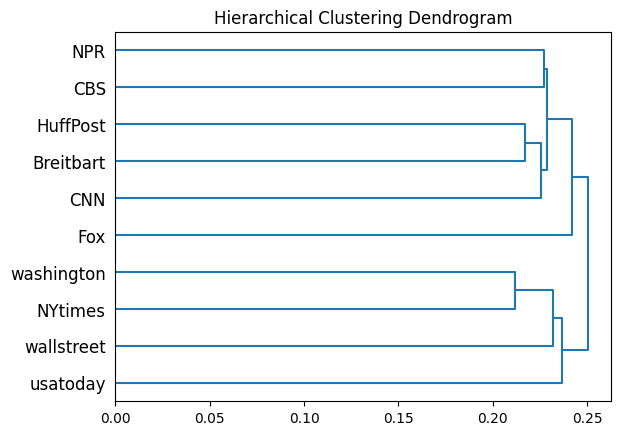 Hierarchical Clustering Dendrogram
NPR
CBS
HuffPost
Breitbart
CNN
Fox
washington
NYtimes
wallstreet
usatoday
0.00 0.05 0.10 0.15 0.20 0.25